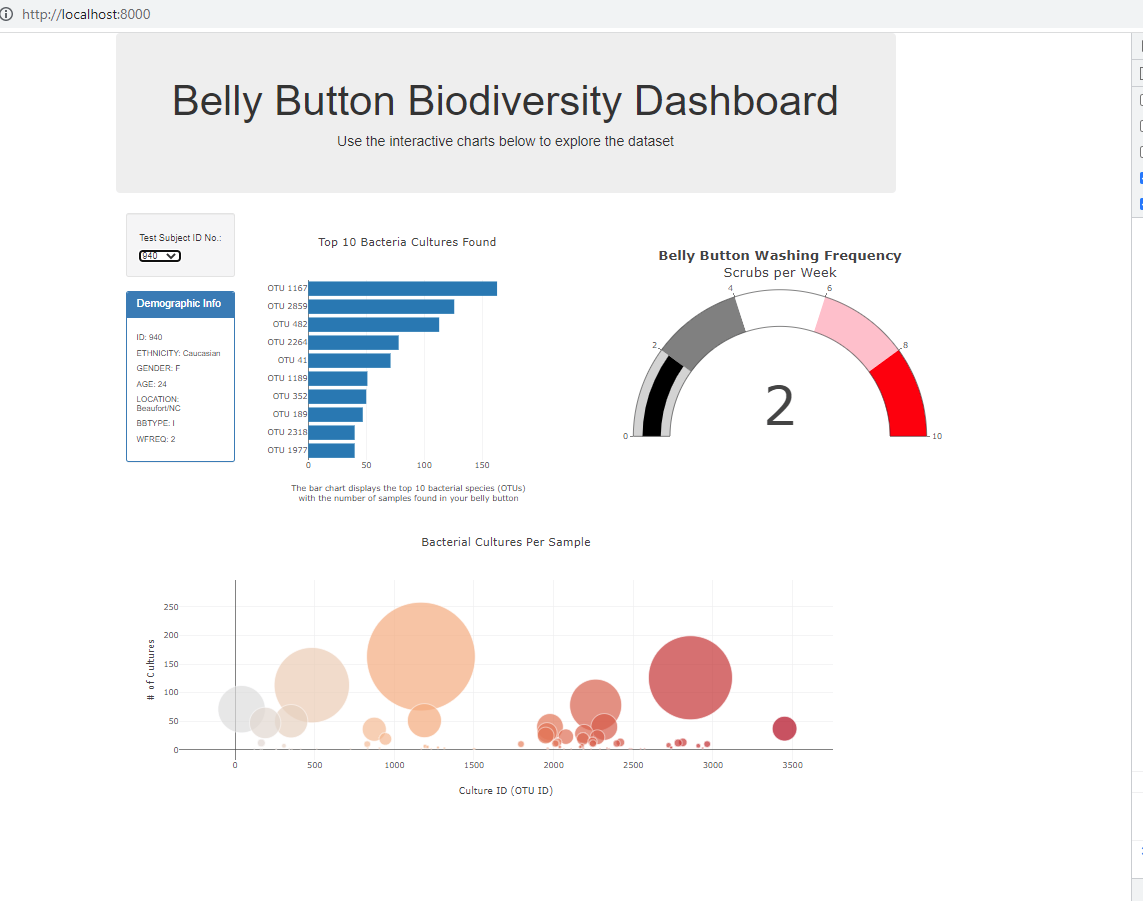 http://localhost:8000
Belly Button Biodiversity Dashboard
Use the interactive charts below to explore the dataset
Test Subject ID No.:
940
Demographic Info
ID: 940
ETHNICITY: Caucasian
GENDER: F
AGE: 24
LOCATION:
Beaufort/NC
BBTYPE: I
WFREQ: 2
Top 10 Bacteria Cultures Found
OTU 1167
OTU 2859
OTU 482
OTU 2264
OTU 41
OTU 1189
OTU 352
OTU 189
OTU 2318
OTU 1977
0 50 100 150
The bar chart displays the top 10 bacterial species (OTUs)
with the number of samples found in your belly button
Belly Button Washing Frequency
Scrubs per Week
4 6
2 8
2
0 10
Bacterial Cultures Per Sample
# of Cultures
250
200
150
100
50
0
0 500 1000 1500 2000 2500 3000 3500
Culture ID (OTU ID)